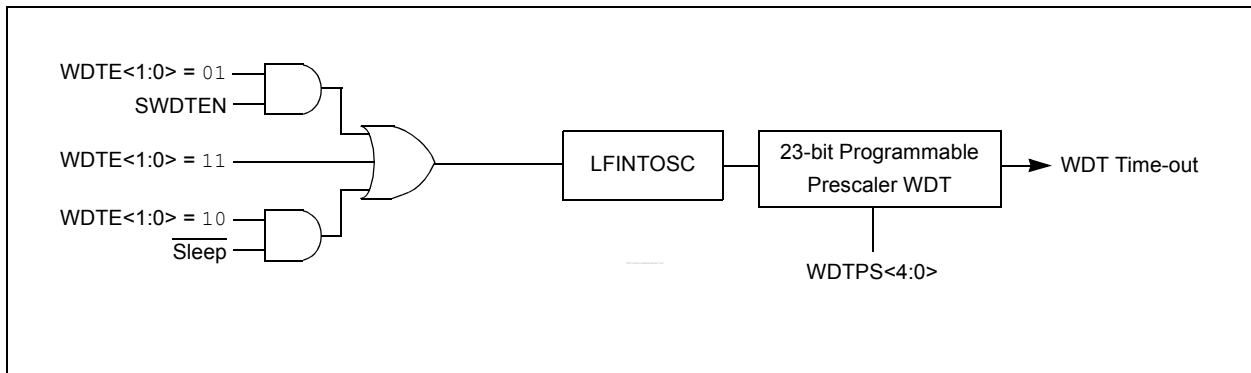 WDTE<1:0> = 01
SWDTEN
WDTE<1:0> = 11
WDTE<1:0> = 10
Sleep
LFINTOSC
23-bit Programmable
Prescaler WDT
WDT Time-out
WDTPS<4:0>